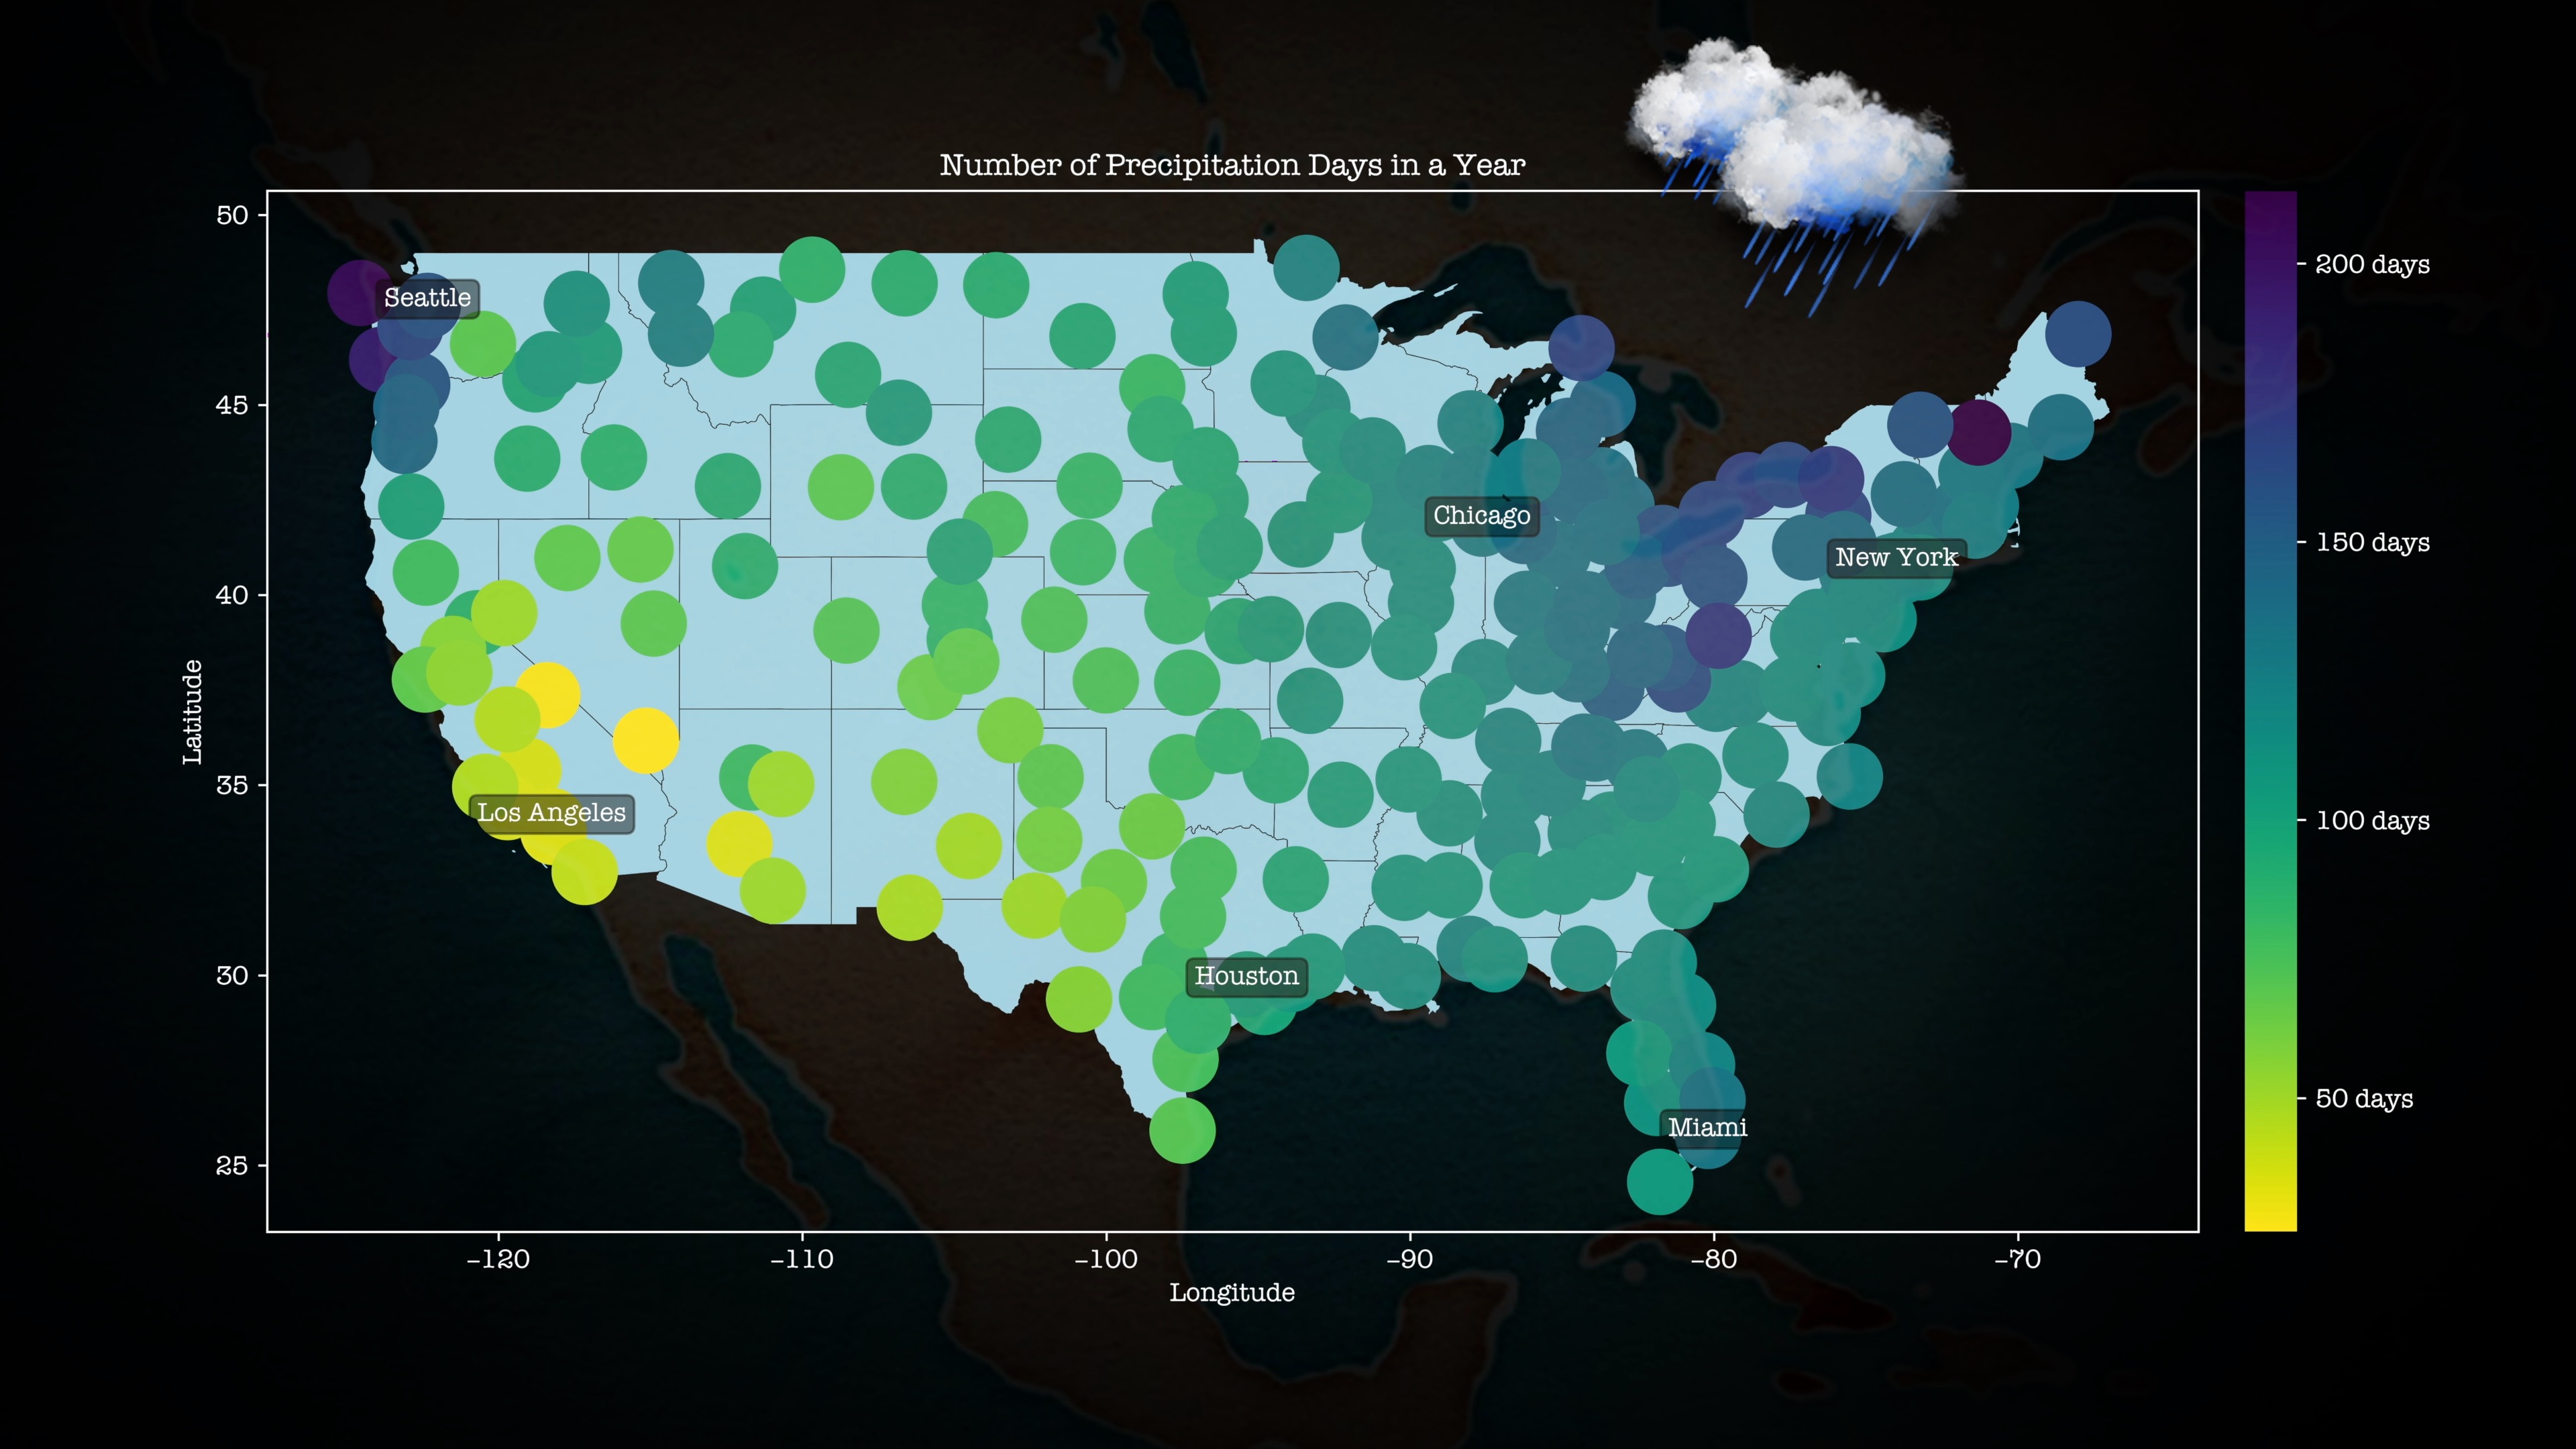 Number of Precipitation Days in a Year
50
45
40
35
30
25
Latitude
-120
-110
-100
-90
-80
-70
Longitude
Seattle
Chicago
New York
Los Angeles
Houston
Miami
200 days
150 days
100 days
50 days